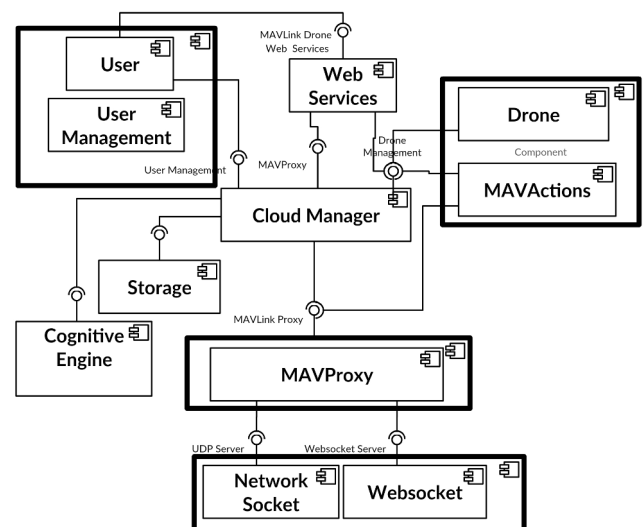 MAVLink Drone
Web Services
User
Web
Services
User
Management
Drone
Component
Drone
Management
MAVActions
User Management
MAVProxy
Cloud Manager
Storage
MAVLink Proxy
Cognitive
Engine
MAVProxy
UDP Server
Websocket Server
Network
Socket
Websocket